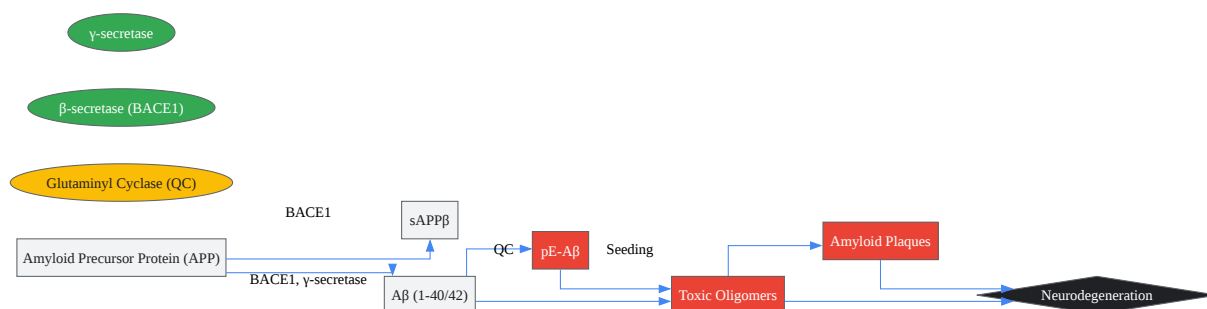 γ-secretase
β-secretase (BACE1)
Glutaminyl Cyclase (QC)
BACE1
sAPPβ
Amyloid Precursor Protein (APP)
BACE1, γ-secretase
Aβ (1-40/42)
QC
pE-Aβ
Seeding
Toxic Oligomers
Amyloid Plaques
Neurodegeneration